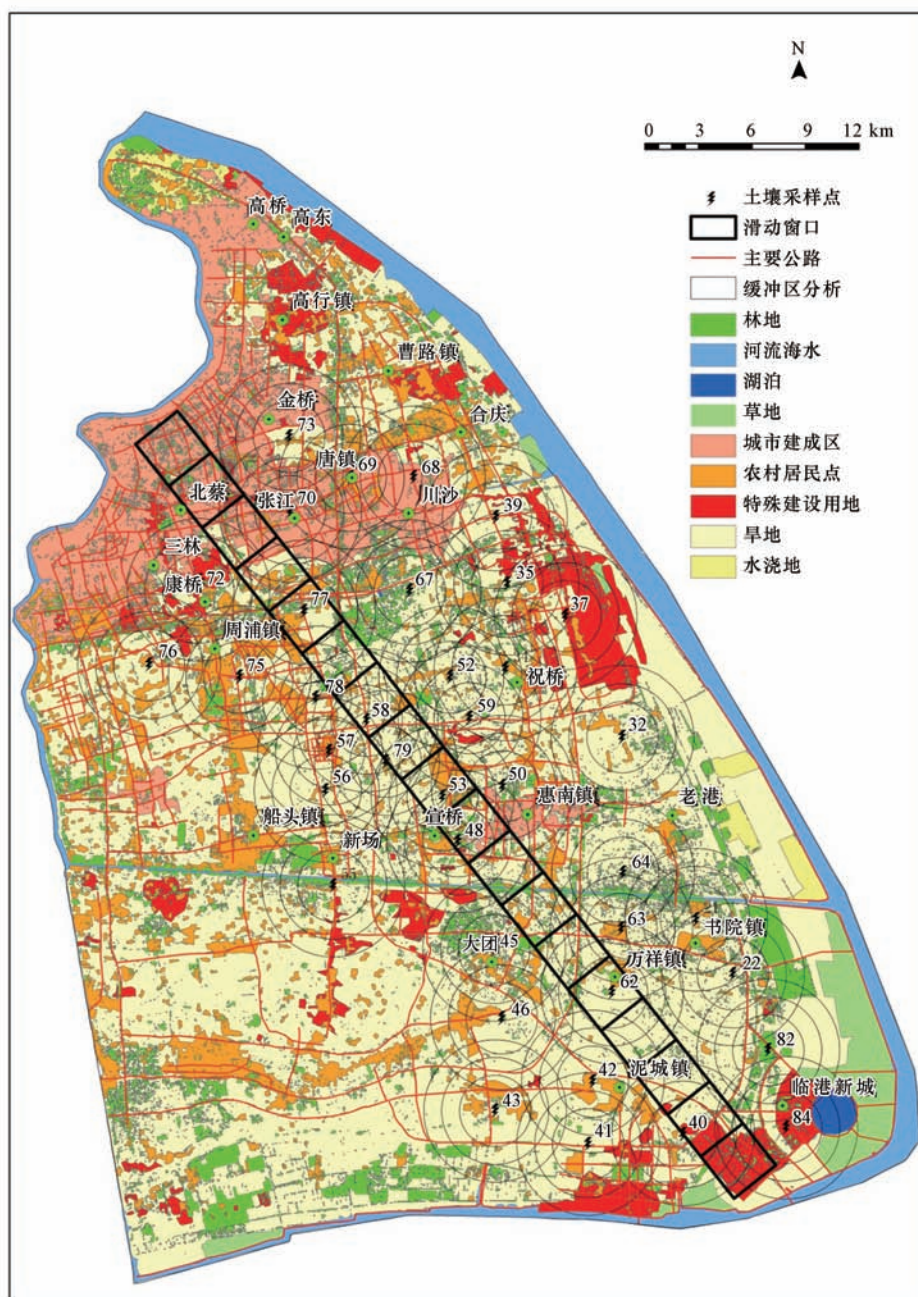 N
0 3 6 9 12 km
土壤采样点
滑动窗口
主要公路
缓冲区分析
林地
河流海水
湖泊
草地
城市建成区
农村居民点
特殊建设用地
旱地
水浇地
高桥
高东
高行镇
曹路镇
金桥
73
合庆
唐镇
69
68
北蔡
张江
70
川沙
39
三林
72
康桥
77
67
35
37
周浦镇
76
75
78
52
祝桥
58
59
32
57
79
56
53
50
惠南镇
老港
船头镇
宣桥
48
新场
55
64
63
21
书院镇
大团
45
万祥镇
62
22
46
82
42
泥城镇
临港新城
43
40
84
41